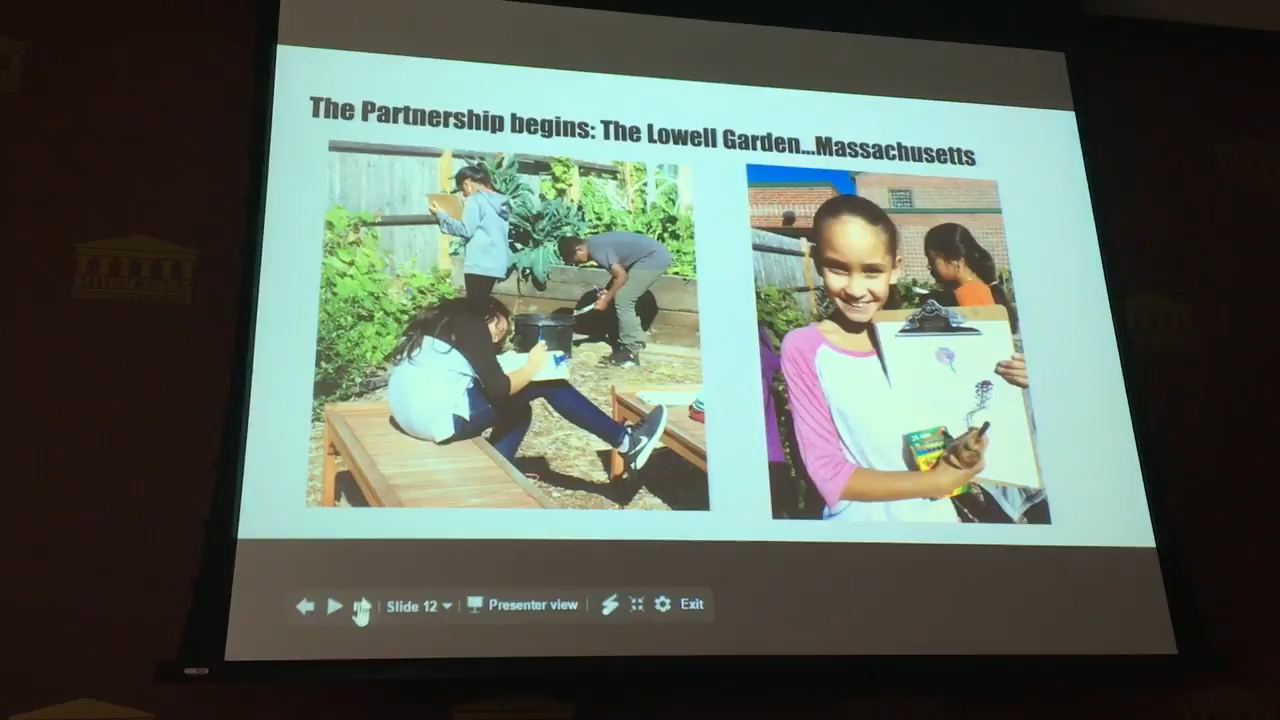 The Partnership begins: The Lowell Garden...Massachusetts
Slide 12
Presenter view
Exit